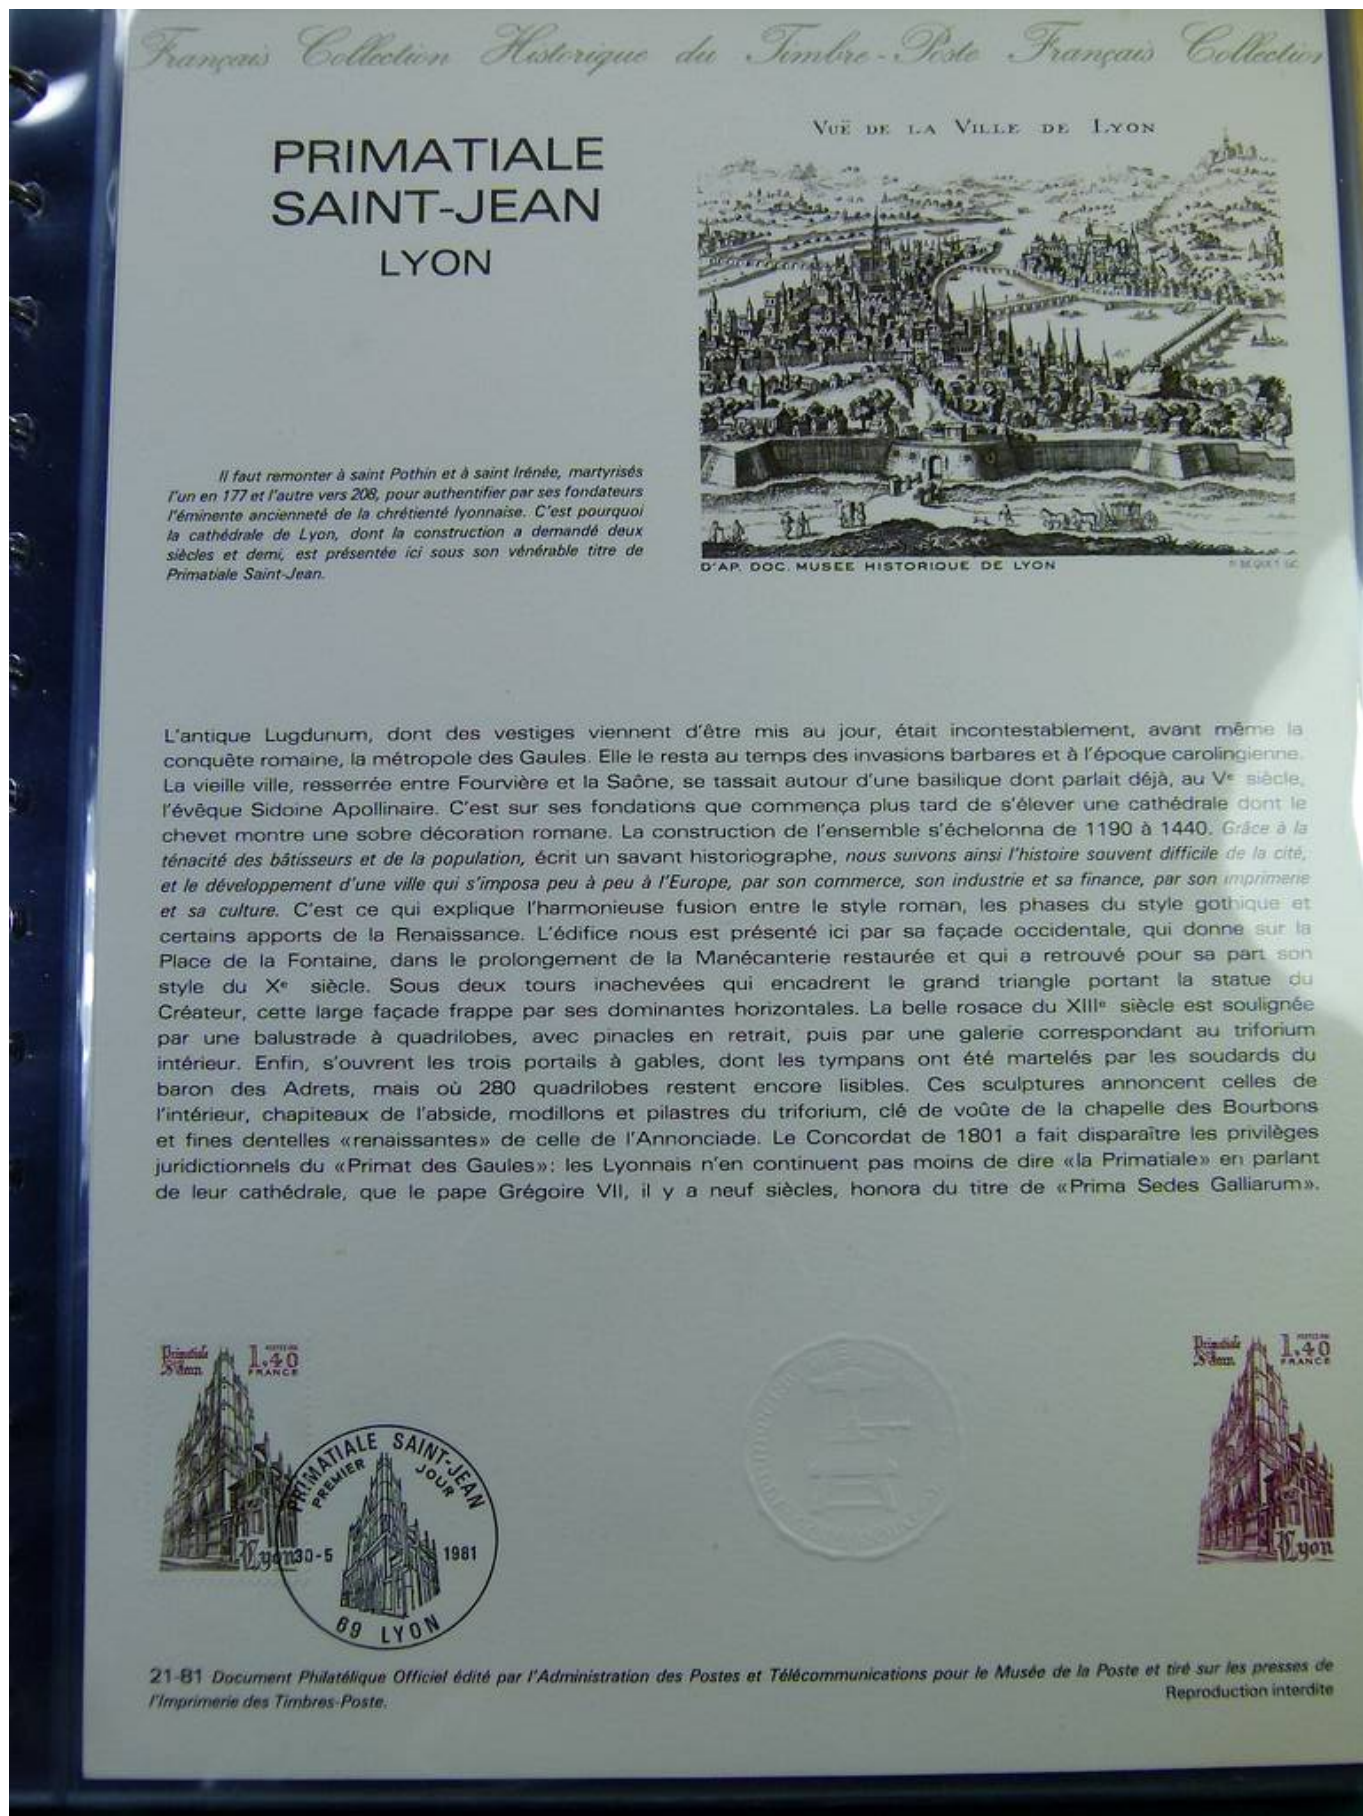 Français Collection Historique du Timbre-Poste Français Collection
PRIMATIALE
SAINT-JEAN
LYON
VUË DE LA VILLE DE LYON
Il faut remonter à saint Pothin et à saint Irénée, martyrisés
l'un en 177 et l'autre vers 208, pour authentifier par ses fondateurs
l'éminente ancienneté de la chrétienté lyonnaise. C'est pourquoi
la cathédrale de Lyon, dont la construction a demandé deux
siècles et demi, est présentée ici sous son vénérable titre de
Primatiale Saint-Jean.
D'AP. DOC. MUSEE HISTORIQUE DE LYON
L'antique Lugdunum, dont des vestiges viennent d'être mis au jour, était incontestablement, avant même la
conquête romaine, la métropole des Gaules. Elle le resta au temps des invasions barbares et à l'époque carolingienne.
La vieille ville, resserrée entre Fourvière et la Saône, se tassait autour d'une basilique dont parlait déjà, au Ve siècle,
l'évêque Sidoine Apollinaire. C'est sur ses fondations que commença plus tard de s'élever une cathédrale dont le
chevet montre une sobre décoration romane. La construction de l'ensemble s'échelonna de 1190 à 1440. Grâce à la
ténacité des bâtisseurs et de la population, écrit un savant historiographe, nous suivons ainsi l'histoire souvent difficile de la cité,
et le développement d'une ville qui s'imposa peu à peu à l'Europe, par son commerce, son industrie et sa finance, par son imprimerie
et sa culture. C'est ce qui explique l'harmonieuse fusion entre le style roman, les phases du style gothique et
certains apports de la Renaissance. L'édifice nous est présenté ici par sa façade occidentale, qui donne sur la
Place de la Fontaine, dans le prolongement de la Manécanterie restaurée et qui a retrouvé pour sa part son
style du Xe siècle. Sous deux tours inachevées qui encadrent le grand triangle portant la statue du
Créateur, cette large façade frappe par ses dominantes horizontales. La belle rosace du XIIIe siècle est soulignée
par une balustrade à quadrilobes, avec pinacles en retrait, puis par une galerie correspondant au triforium
intérieur. Enfin, s'ouvrent les trois portails à gables, dont les tympans ont été martelés par les soudards du
baron des Adrets, mais où 280 quadrilobes restent encore lisibles. Ces sculptures annoncent celles de
l'intérieur, chapiteaux de l'abside, modillons et pilastres du triforium, clé de voûte de la chapelle des Bourbons
et fines dentelles «renaissantes» de celle de l'Annonciade. Le Concordat de 1801 a fait disparaître les privilèges
juridictionnels du «Primat des Gaules»: les Lyonnais n'en continuent pas moins de dire «la Primatiale» en parlant
de leur cathédrale, que le pape Grégoire VII, il y a neuf siècles, honora du titre de «Prima Sedes Galliarum».
Primatiale
St Jean
1.40
FRANCE
Lyon
PRIMATIALE SAINT-JEAN
PREMIER JOUR
30-5 1981
69 LYON
Primatiale
St Jean
1.40
FRANCE
Lyon
21-81 Document Philatélique Officiel édité par l'Administration des Postes et Télécommunications pour le Musée de la Poste et tiré sur les presses de
l'Imprimerie des Timbres-Poste.
Reproduction interdite